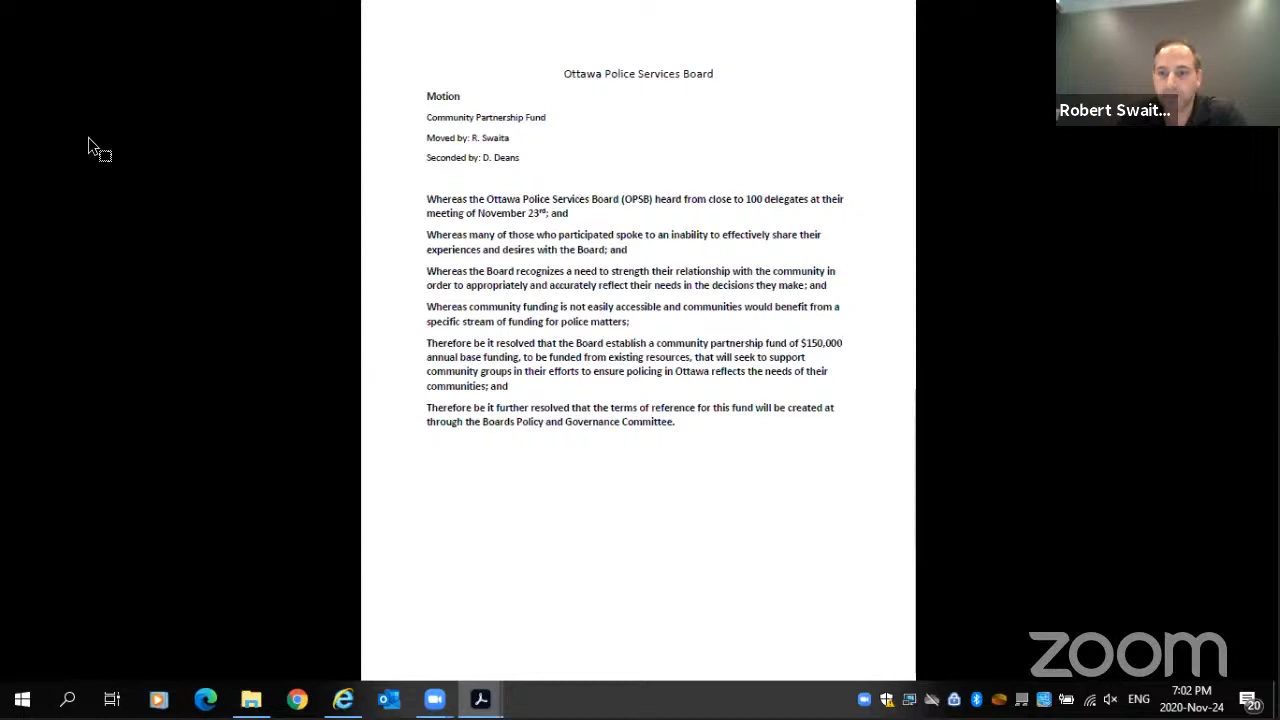 Ottawa Police Services Board
Motion
Community Partnership Fund
Moved by: R. Swaita
Seconded by: D. Deans
Whereas the Ottawa Police Services Board (OPSB) heard from close to 100 delegates at their
meeting of November 23rd; and
Whereas many of those who participated spoke to an inability to effectively share their
experiences and desires with the Board; and
Whereas the Board recognizes a need to strength their relationship with the community in
order to appropriately and accurately reflect their needs in the decisions they make; and
Whereas community funding is not easily accessible and communities would benefit from a
specific stream of funding for police matters;
Therefore be it resolved that the Board establish a community partnership fund of $150,000
annual base funding, to be funded from existing resources, that will seek to support
community groups in their efforts to ensure policing in Ottawa reflects the needs of their
communities; and
Therefore be it further resolved that the terms of reference for this fund will be created at
through the Boards Policy and Governance Committee.
Robert Swait...
zoom
ENG
7:02 PM
2020-Nov-24
20